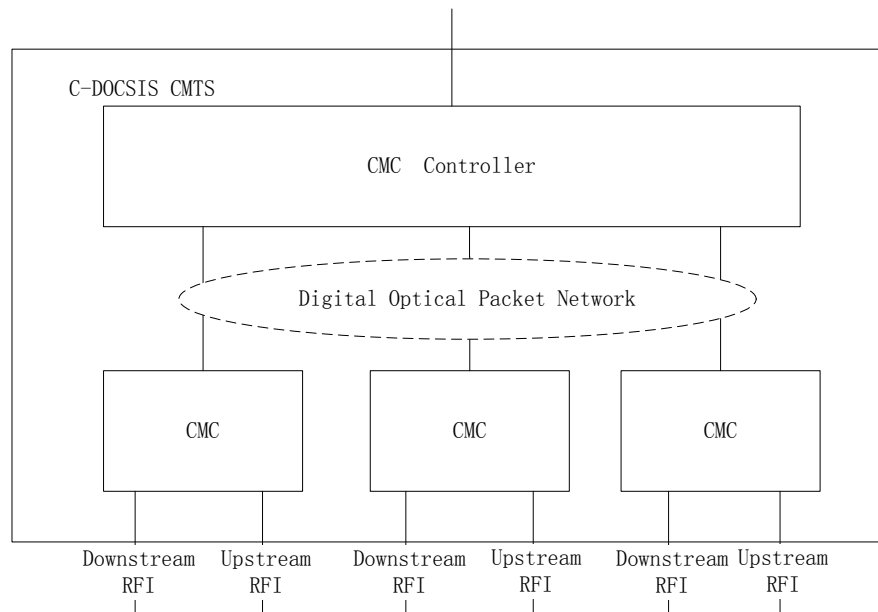 C-DOCSIS CMTS
CMC Controller
Digital Optical Packet Network
CMC CMC CMC
Downstream Upstream Downstream Upstream Downstream Upstream
RFI RFI RFI RFI RFI RFI